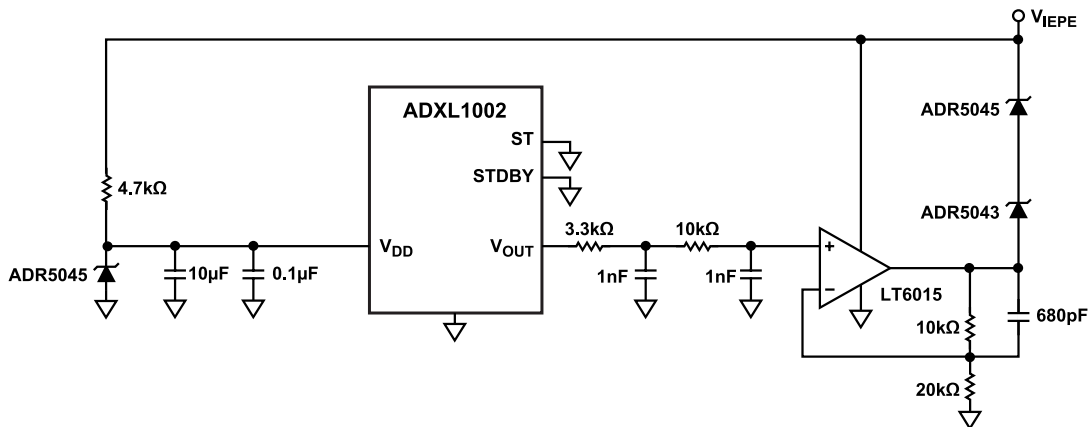 VIEPE
ADXL1002
ADR5045
ST
STDBY
4.7kΩ
ADR5043
3.3kΩ
10kΩ
VDD
VOUT
ADR5045
10µF
0.1µF
1nF
1nF
+
−
LT6015
10kΩ
680pF
20kΩ